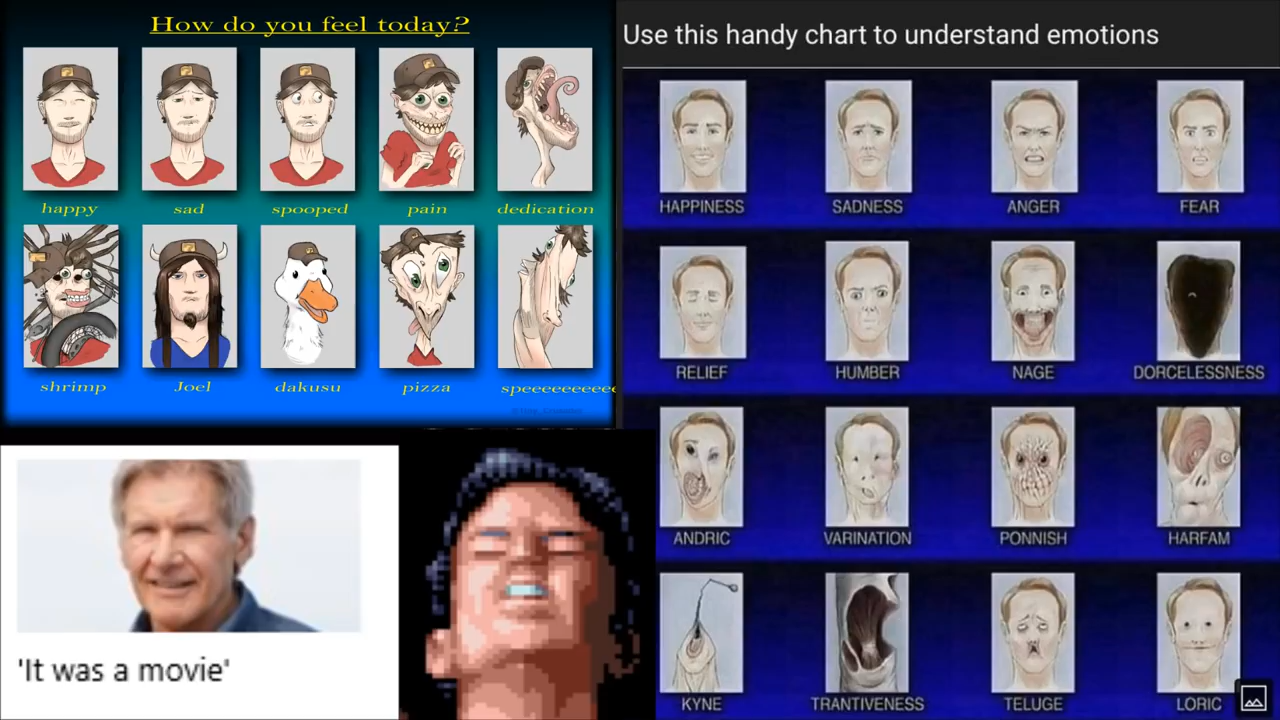 How do you feel today?
happy sad spooped pain dedication
shrimp Joel dakusu pizza speeeeeeeeee
'It was a movie'
Use this handy chart to understand emotions
HAPPINESS SADNESS ANGER FEAR
RELIEF HUMBER NAGE DORCELESSNESS
ANDRIC VARINATION PONNISH HARFAM
KYNE TRANTIVENESS TELUGE LORIC